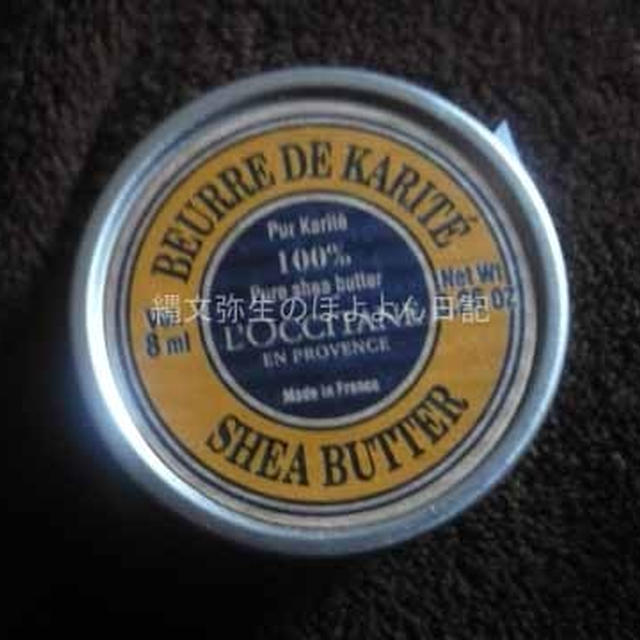 BEURRE DE KARITÉ
Pur Karité
100%
Pure shea butter
L'OCCITANE
EN PROVENCE
Made in France
8 ml
Net Wt
OZ
SHEA BUTTER
縄文弥生のほよよん日記